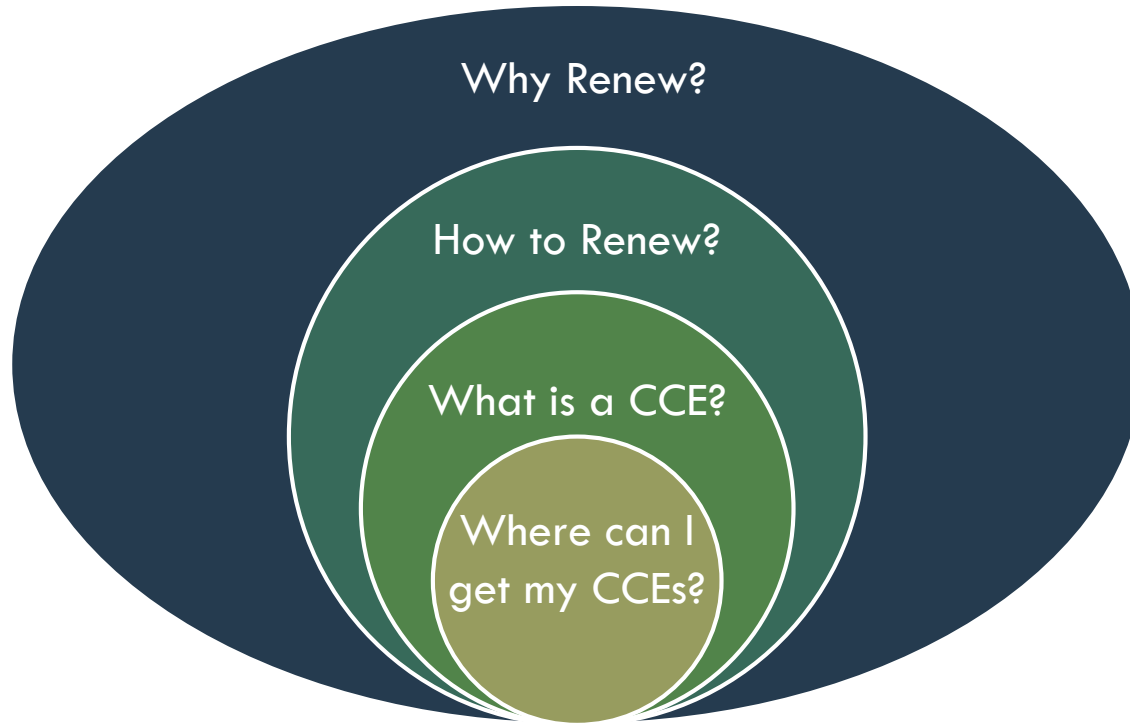 Why Renew?
How to Renew?
What is a CCE?
Where can I
get my CCEs?